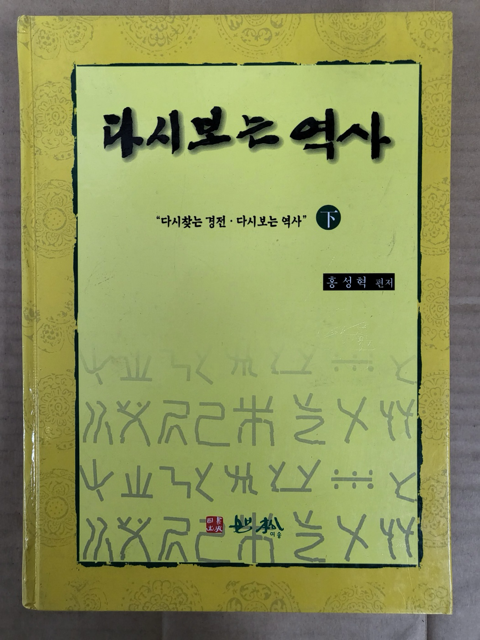 다시보는 역사
“다시찾는 경전 · 다시보는 역사” 下
홍성혁 편저